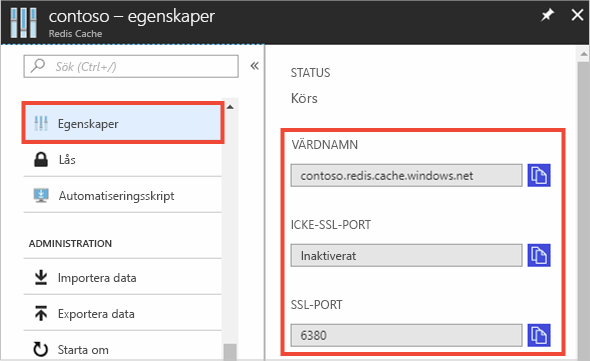 contoso – egenskaper
Redis Cache
Sök (Ctrl+/)
Egenskaper
Lås
Automatiseringsskript
ADMINISTRATION
Importera data
Exportera data
Starta om
STATUS
Körs
VÄRDNAMN
contoso.redis.cache.windows.net
ICKE-SSL-PORT
Inaktiverat
SSL-PORT
6380